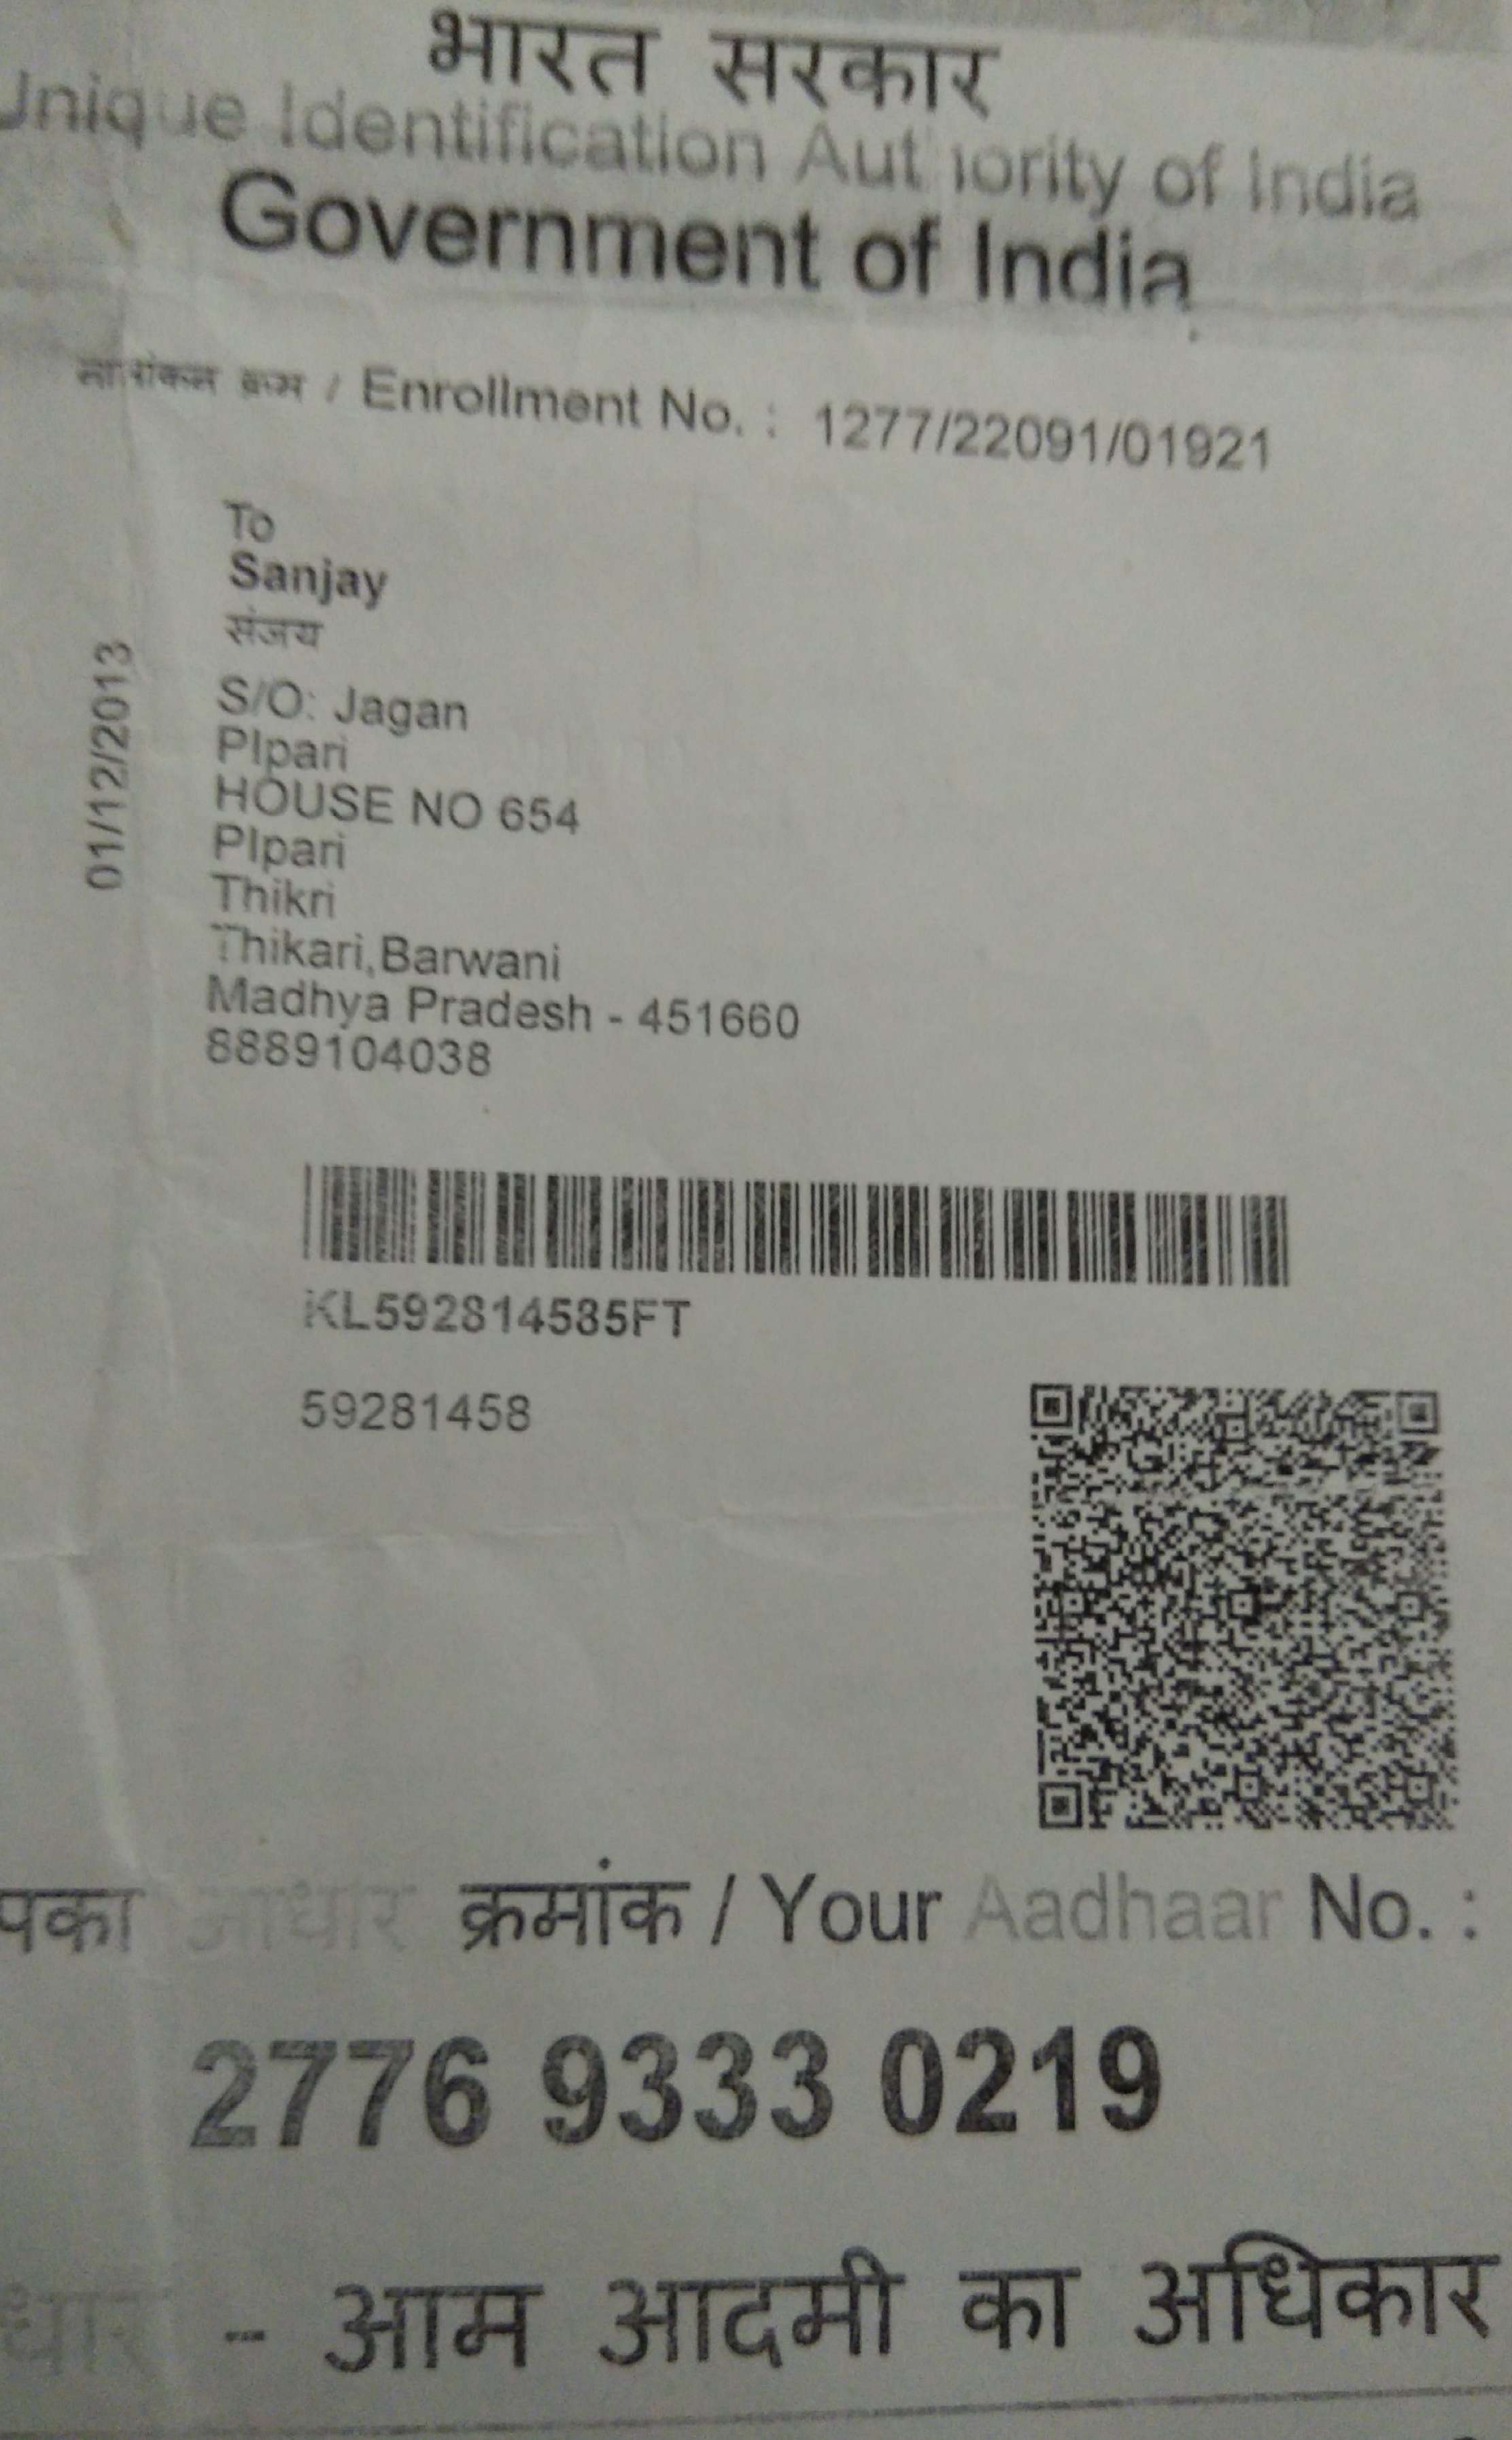 भारत सरकार
Unique Identification Authority of India
Government of India
नामांकन क्रम / Enrollment No. : 1277/22091/01921
To
Sanjay
संजय
S/O: Jagan
PIpari
HOUSE NO 654
PIpari
Thikri
Thikari,Barwani
Madhya Pradesh - 451660
8889104038
01/12/2013
KL592814585FT
59281458
पका आधार क्रमांक / Your Aadhaar No. :
2776 9333 0219
धार - आम आदमी का अधिकार